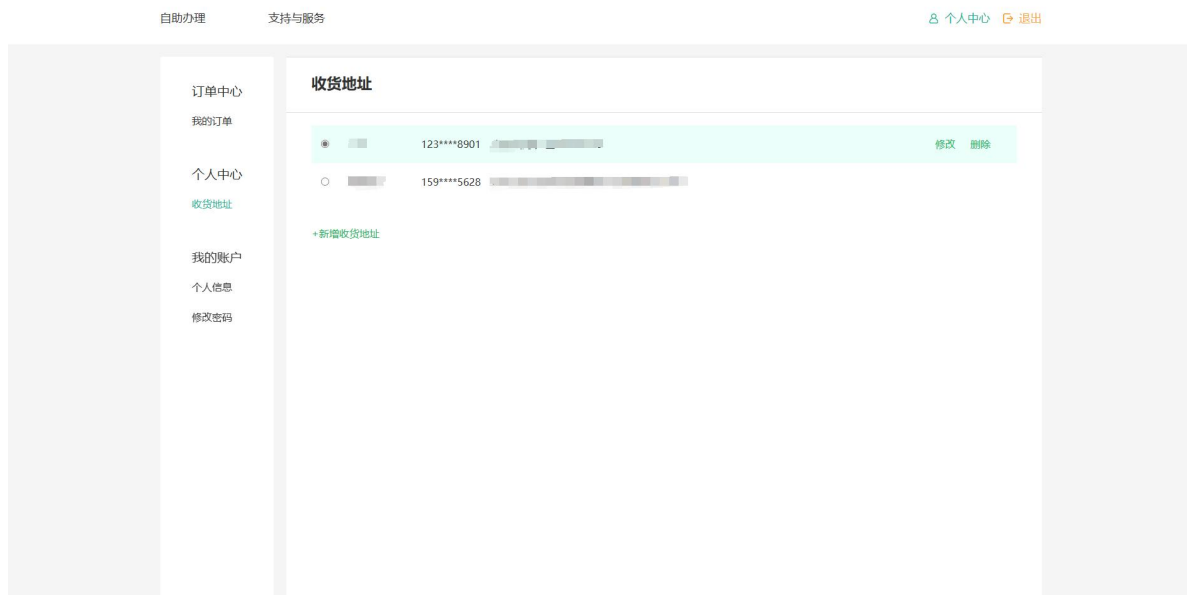 自助办理 支持与服务 个人中心 退出
订单中心
我的订单
个人中心
收货地址
我的账户
个人信息
修改密码
收货地址
123****8901 修改 删除
159****5628
+新增收货地址